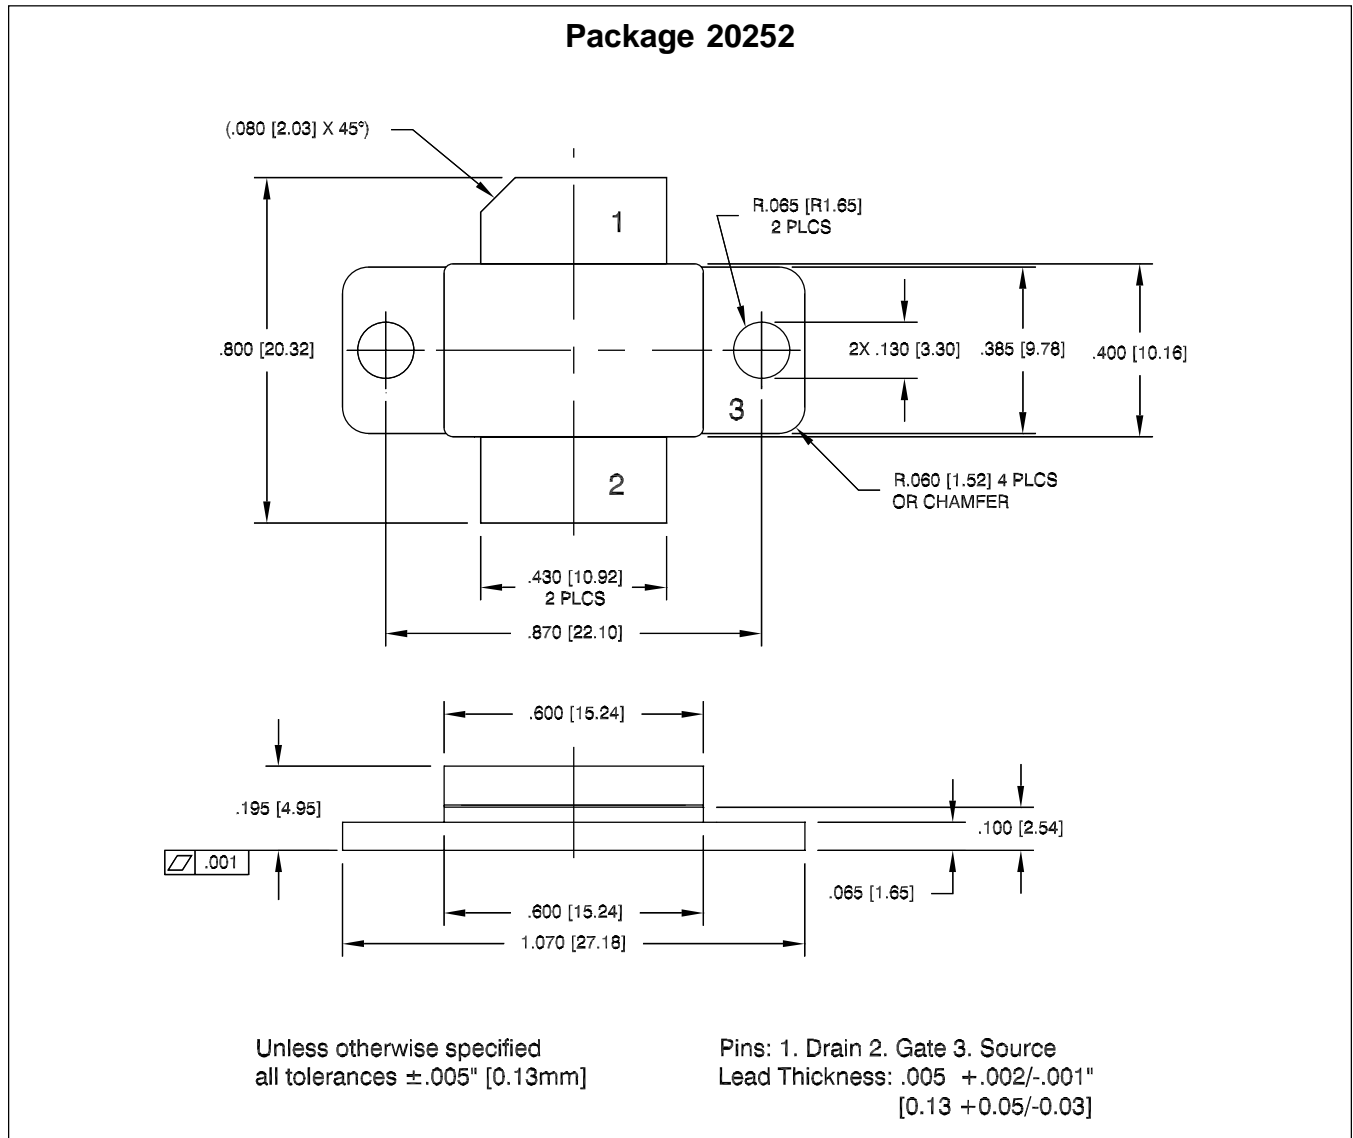 Package 20252
(.080 [2.03] X 45°)
1
R.065 [R1.65]
2 PLCS
.800 [20.32]
2X .130 [3.30]
.385 [9.78]
.400 [10.16]
3
2
R.060 [1.52] 4 PLCS
OR CHAMFER
.430 [10.92]
2 PLCS
.870 [22.10]
.600 [15.24]
.195 [4.95]
.100 [2.54]
.001
.065 [1.65]
.600 [15.24]
1.070 [27.18]
Unless otherwise specified
all tolerances ±.005" [0.13mm]
Pins: 1. Drain 2. Gate 3. Source
Lead Thickness: .005 +.002/-.001"
[0.13 +0.05/-0.03]